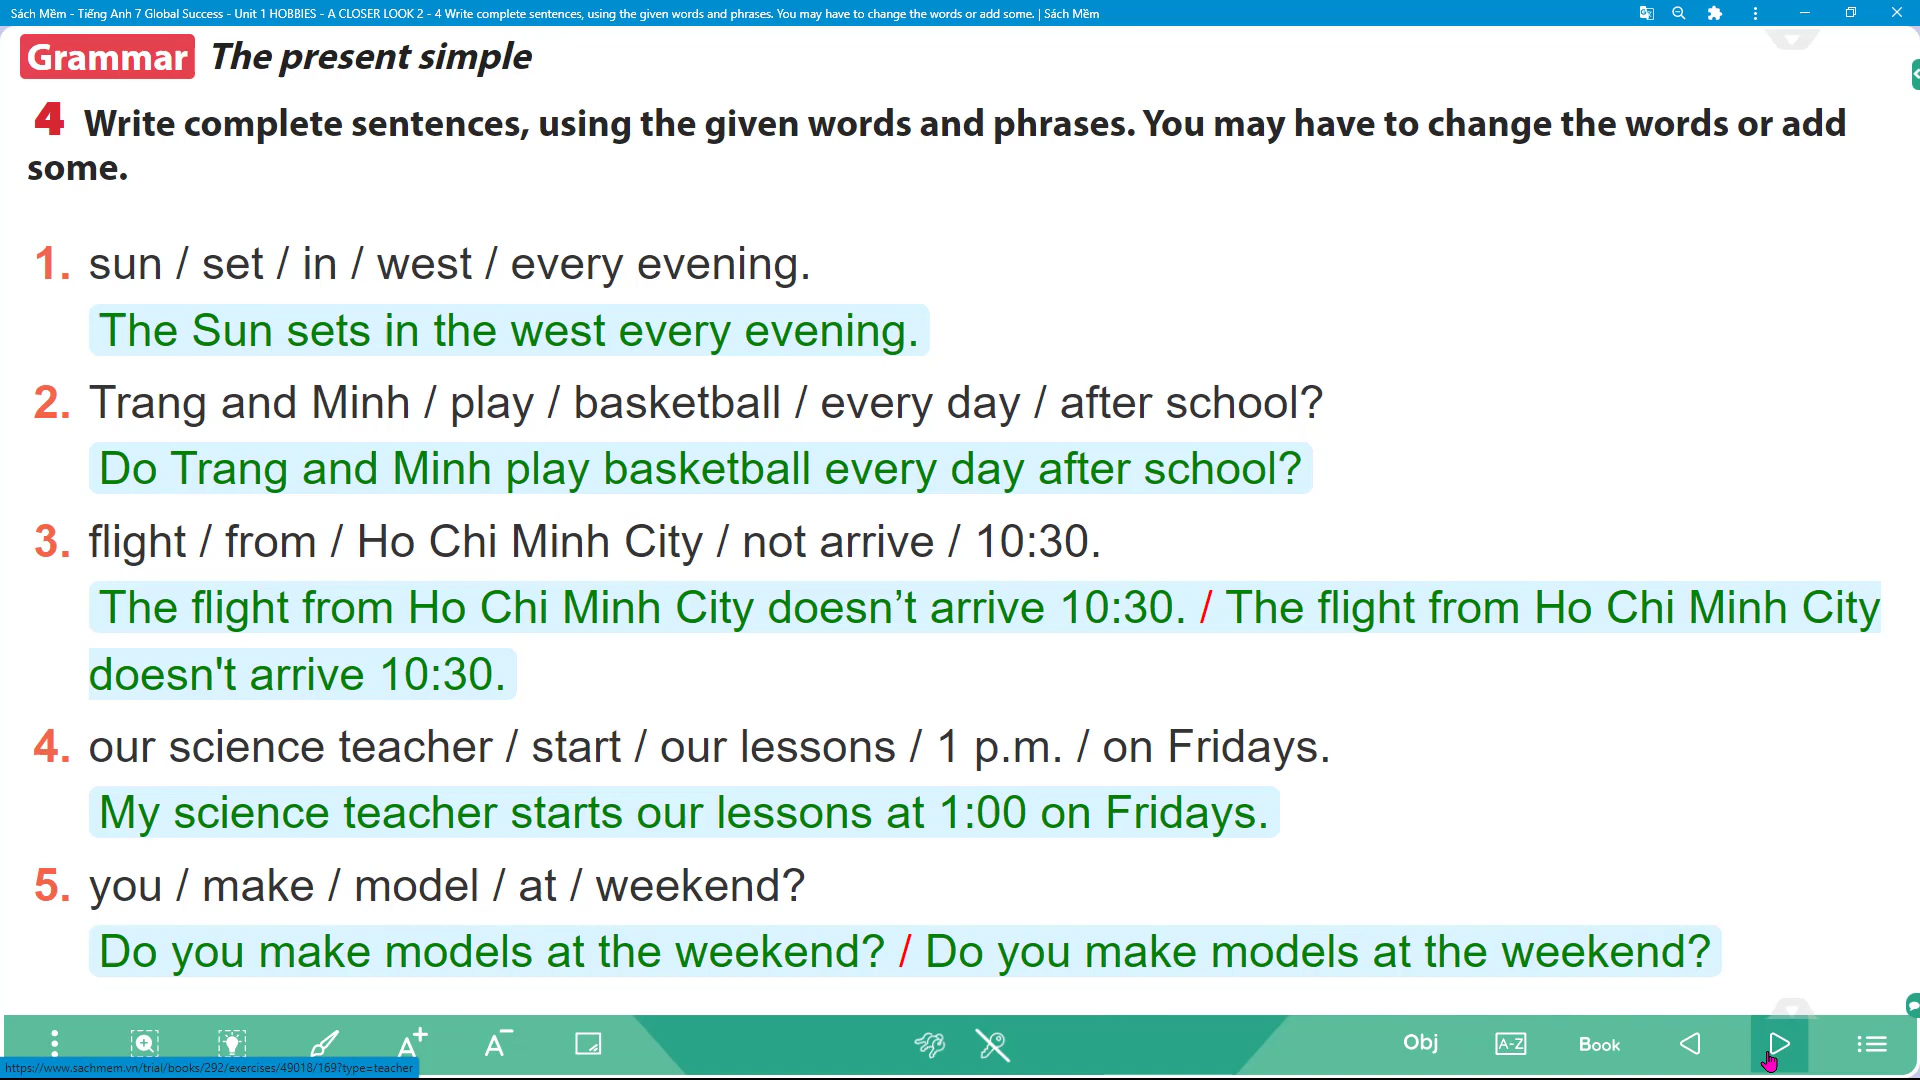 Sách Mềm - Tiếng Anh 7 Global Success - Unit 1 HOBBIES - A CLOSER LOOK 2 - 4 Write complete sentences, using the given words and phrases. You may have to change the words or add some. | Sách Mềm
Grammar The present simple
4 Write complete sentences, using the given words and phrases. You may have to change the words or add
some.
1. sun / set / in / west / every evening.
The Sun sets in the west every evening.
2. Trang and Minh / play / basketball / every day / after school?
Do Trang and Minh play basketball every day after school?
3. flight / from / Ho Chi Minh City / not arrive / 10:30.
The flight from Ho Chi Minh City doesn’t arrive 10:30. / The flight from Ho Chi Minh City
doesn't arrive 10:30.
4. our science teacher / start / our lessons / 1 p.m. / on Fridays.
My science teacher starts our lessons at 1:00 on Fridays.
5. you / make / model / at / weekend?
Do you make models at the weekend? / Do you make models at the weekend?
A+ A- Obj A-Z Book
https://www.sachmem.vn/trial/books/292/exercises/49018/169?type=teacher